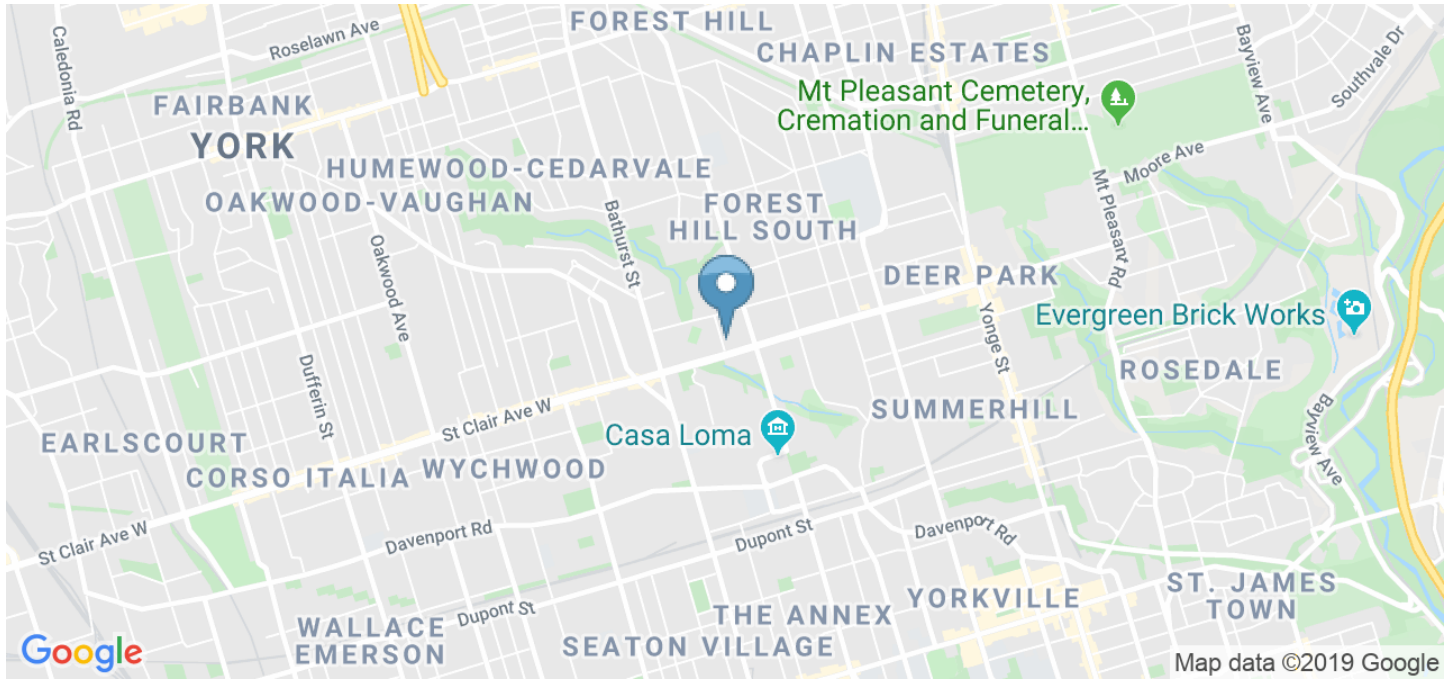 FOREST HILL
Caledonia Rd
Roselawn Ave
CHAPLIN ESTATES
Bayview Ave
Southvale Dr
Mt Pleasant Cemetery,
Cremation and Funeral...
FAIRBANK
YORK
HUMEWOOD-CEDARVALE
OAKWOOD-VAUGHAN
Moore Ave
Mt Pleasant Rd
FOREST
HILL SOUTH
Bathurst St
Oakwood Ave
DEER PARK
Evergreen Brick Works
Yonge St
ROSEDALE
Dufferin St
SUMMERHILL
St Clair Ave W
Casa Loma
Bayview Ave
EARLSCOURT
CORSO ITALIA
WYCHWOOD
St Clair Ave W
Davenport Rd
Dupont St
Davenport Rd
YORKVILLE
ST. JAMES
TOWN
Dupont St
THE ANNEX
WALLACE
EMERSON
SEATON VILLAGE
Google
Map data ©2019 Google